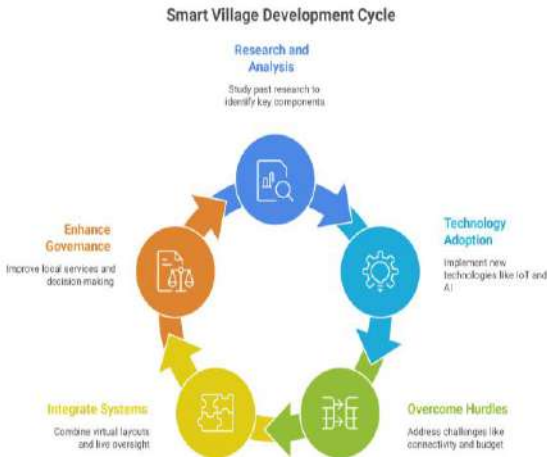 Smart Village Development Cycle
Research and
Analysis
Study past research to
identify key components
Enhance
Governance
Improve local services and
decision making
Technology
Adoption
Implement new
technologies like IoT and
AI
Integrate Systems
Combine virtual layouts
and live oversight
Overcome Hurdles
Address challenges like
connectivity and budget